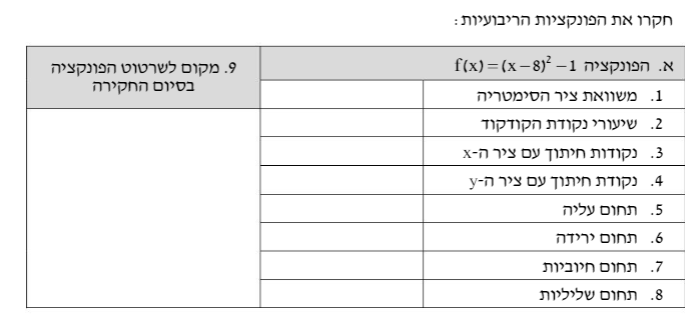 חקרו את הפונקציות הריבועיות:
א. הפונקציה f(x)=(x−8)²−1
9. מקום לשרטוט הפונקציה
בסיום החקירה
1. משוואת ציר הסימטריה
2. שיעורי נקודת הקודקוד
3. נקודות חיתוך עם ציר ה-x
4. נקודת חיתוך עם ציר ה-y
5. תחום עליה
6. תחום ירידה
7. תחום חיוביות
8. תחום שליליות